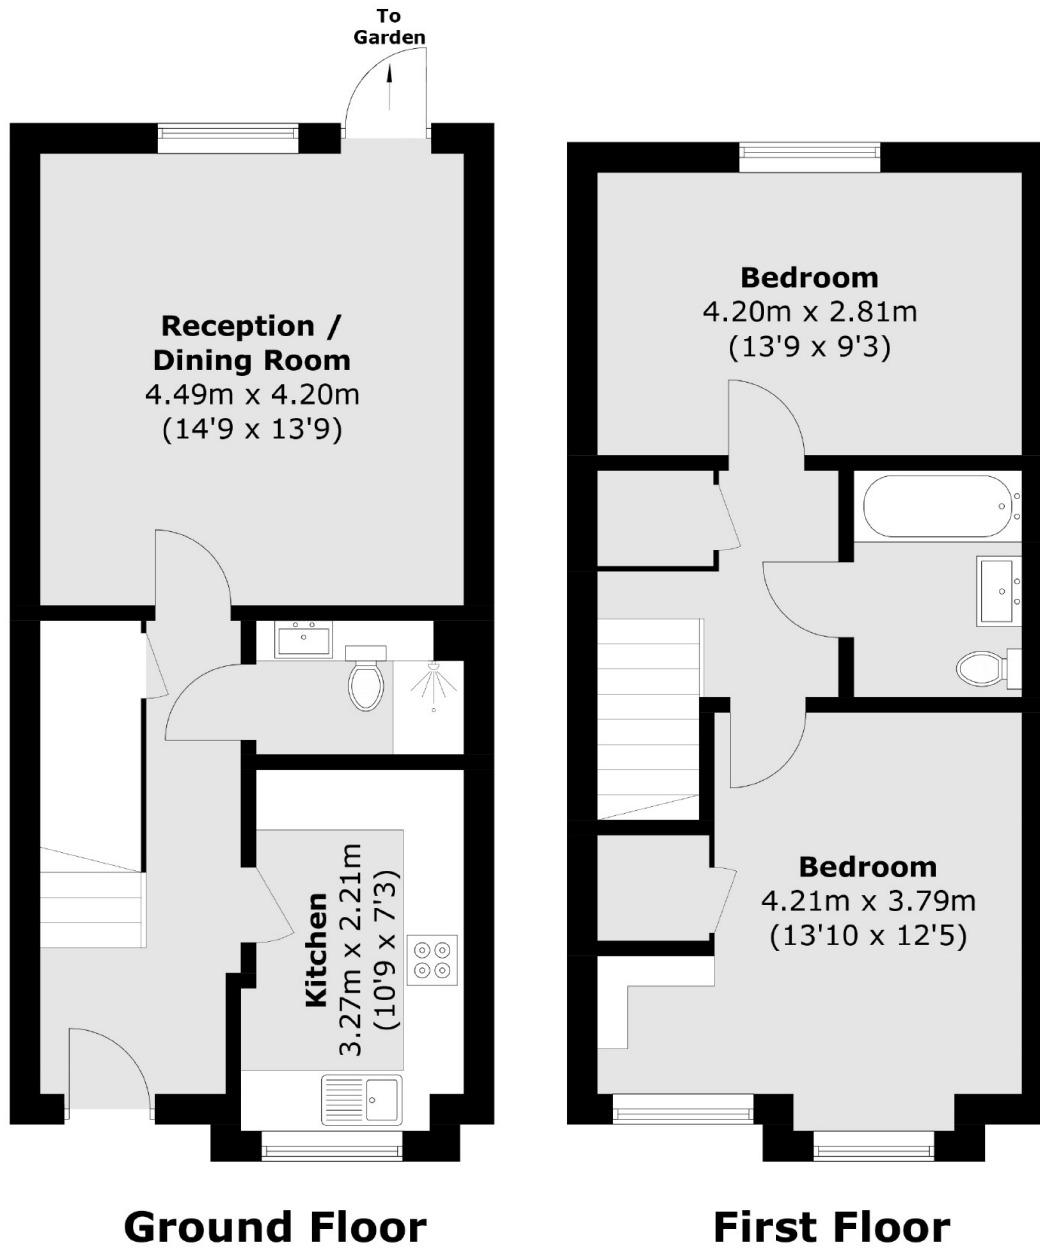 To
Garden
Reception /
Dining Room
4.49m x 4.20m
(14'9 x 13'9)
Kitchen
3.27m x 2.21m
(10'9 x 7'3)
Ground Floor
Bedroom
4.20m x 2.81m
(13'9 x 9'3)
Bedroom
4.21m x 3.79m
(13'10 x 12'5)
First Floor